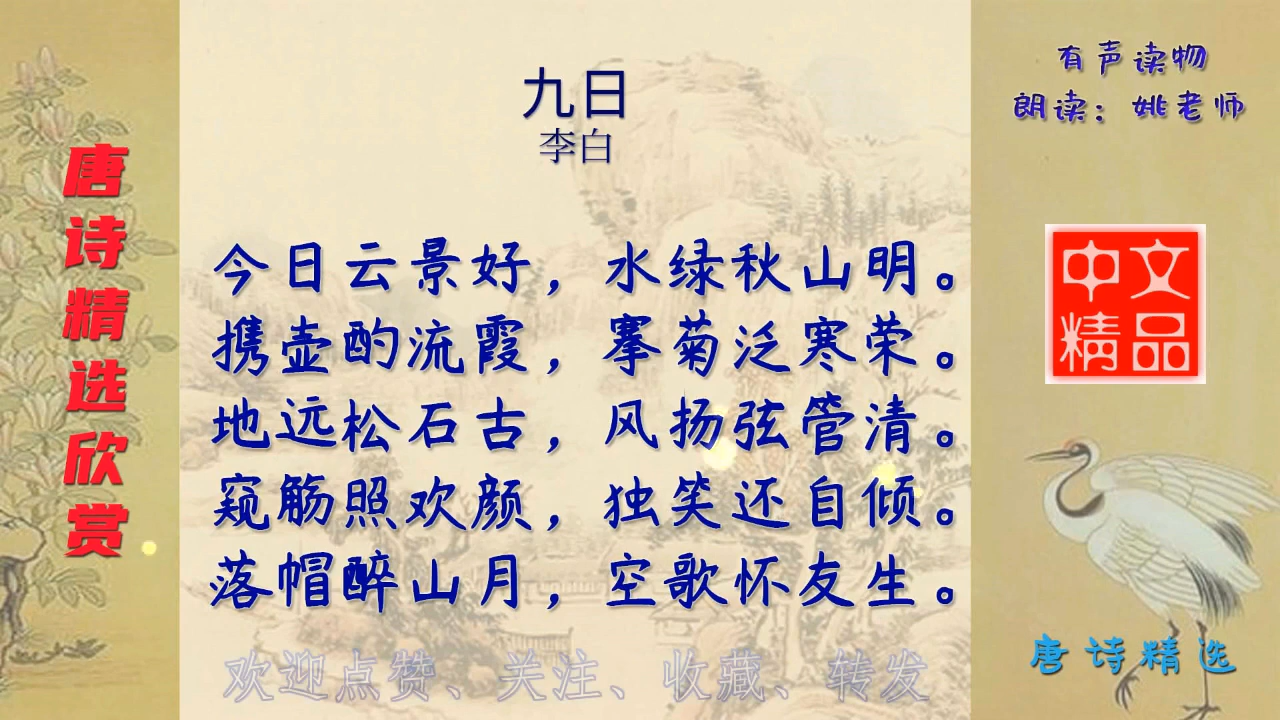 唐诗精选欣赏
九日
李白
今日云景好，水绿秋山明。
携壶酌流霞，搴菊泛寒荣。
地远松石古，风扬弦管清。
窥觞照欢颜，独笑还自倾。
落帽醉山月，空歌怀友生。
欢迎点赞、关注、收藏、转发
有声读物
朗读：姚老师
中文
精品
唐诗精选